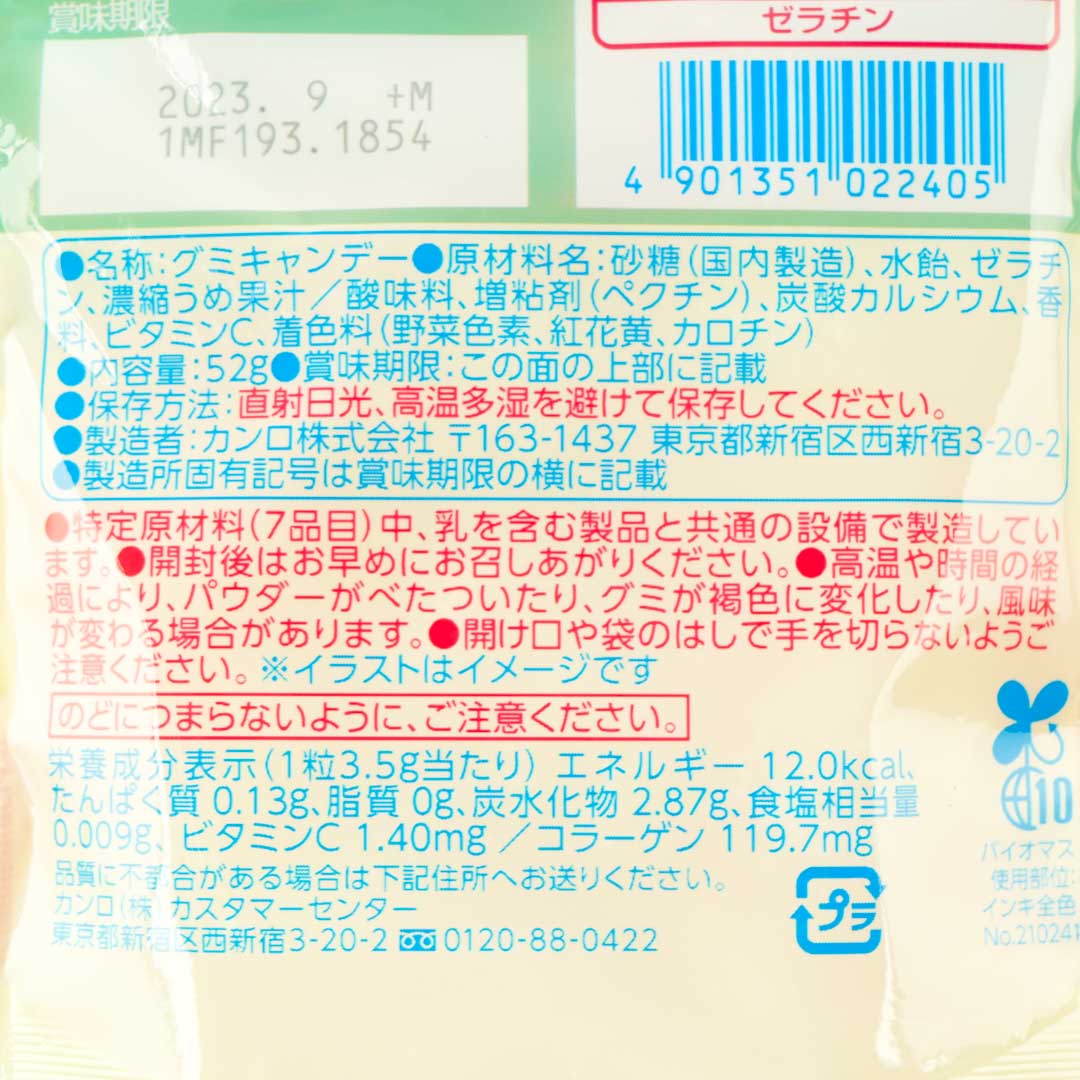 賞味期限
ゼラチン
2023. 9 +M
1MF193.1854
4 901351 022405
●名称:グミキャンデー●原材料名:砂糖(国内製造)、水飴、ゼラチ
ン、濃縮うめ果汁／酸味料、増粘剤(ペクチン)、炭酸カルシウム、香
料、ビタミンC、着色料(野菜色素、紅花黄、カロチン)
●内容量:52g●賞味期限:この面の上部に記載
●保存方法:直射日光、高温多湿を避けて保存してください。
●製造者:カンロ株式会社 〒163-1437 東京都新宿区西新宿3-20-2
●製造所固有記号は賞味期限の横に記載
●特定原材料(7品目)中、乳を含む製品と共通の設備で製造してい
ます。●開封後はお早めにお召しあがりください。●高温や時間の経
過により、パウダーがべたついたり、グミが褐色に変化したり、風味
が変わる場合があります。●開け口や袋のはしで手を切らないようご
注意ください。※イラストはイメージです
のどにつまらないように、ご注意ください。
栄養成分表示(1粒3.5g当たり) エネルギー 12.0kcal、
たんぱく質 0.13g、脂質 0g、炭水化物 2.87g、食塩相当量
0.009g、ビタミンC 1.40mg ／コラーゲン 119.7mg
品質に不都合がある場合は下記住所へお送りください。
カンロ(株)カスタマーセンター
東京都新宿区西新宿3-20-2 0120-88-0422
プラ
10
バイオマス
使用部位:
インキ全色
No.21024